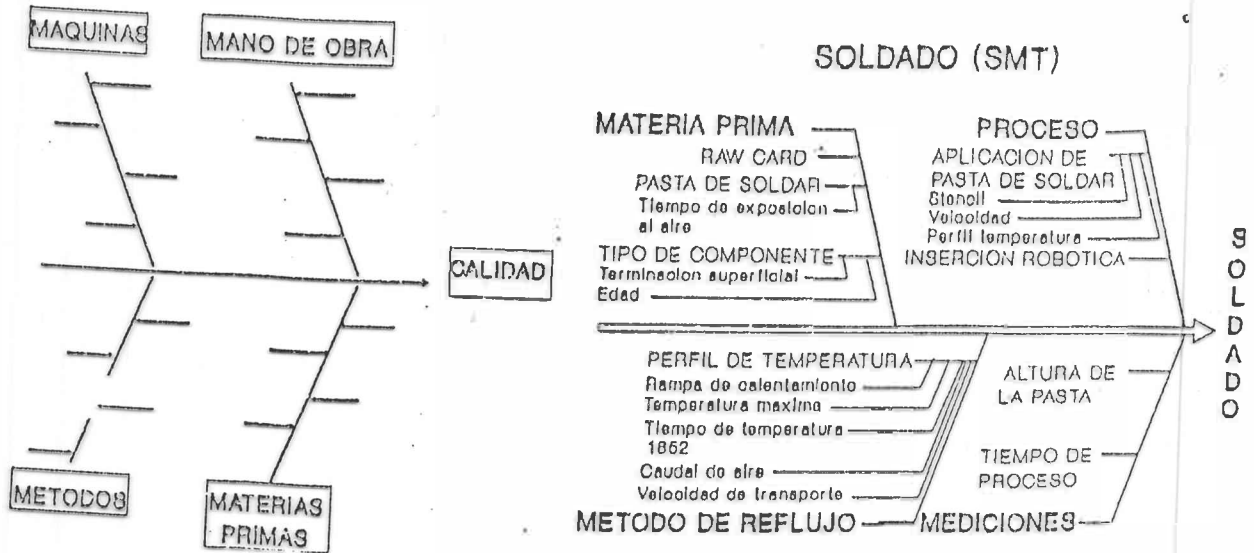 MAQUINAS
MANO DE OBRA
CALIDAD
METODOS
MATERIAS
PRIMAS
SOLDADO (SMT)
MATERIA PRIMA
RAW CARD
PASTA DE SOLDAR
Tiempo de exposicion
al aire
TIPO DE COMPONENTE
Terminacion superficial
Edad
PROCESO
APLICACION DE
PASTA DE SOLDAR
Stencil
Velocidad
Perfil temperatura
INSERCION ROBOTICA
PERFIL DE TEMPERATURA
Rampa de calentamiento
Temperatura maxima
Tiempo de temperatura
1852
Caudal de aire
Velocidad de transporte
METODO DE REFLUJO
ALTURA DE
LA PASTA
TIEMPO DE
PROCESO
MEDICIONES
SOLDADO